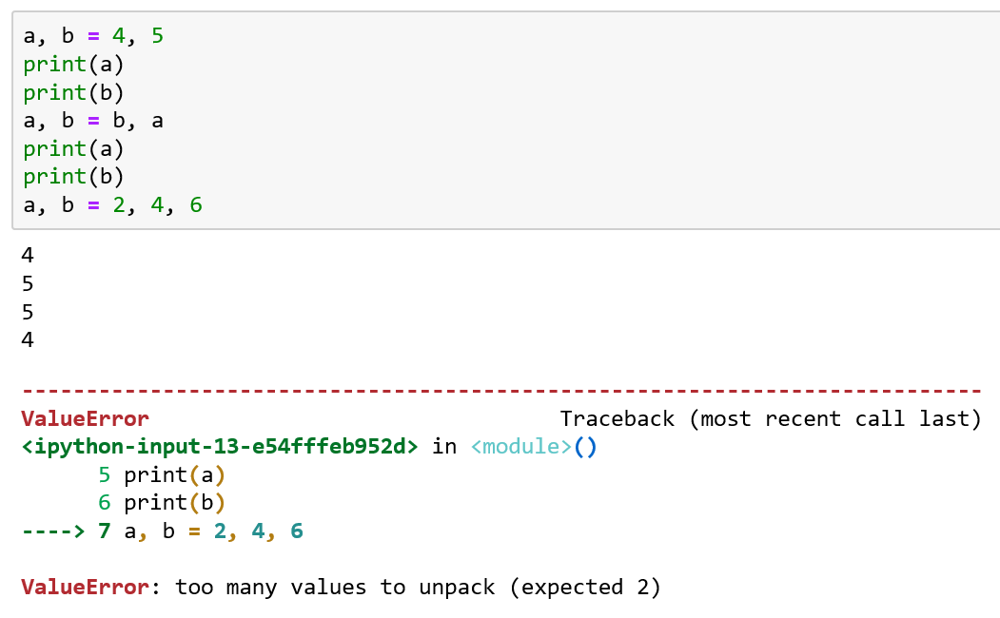 a, b = 4, 5
print(a)
print(b)
a, b = b, a
print(a)
print(b)
a, b = 2, 4, 6
4
5
5
4
---------------------------------------------------------------------------
ValueError                                Traceback (most recent call last)
<ipython-input-13-e54fffeb952d> in <module>()
      5 print(a)
      6 print(b)
----> 7 a, b = 2, 4, 6
ValueError: too many values to unpack (expected 2)